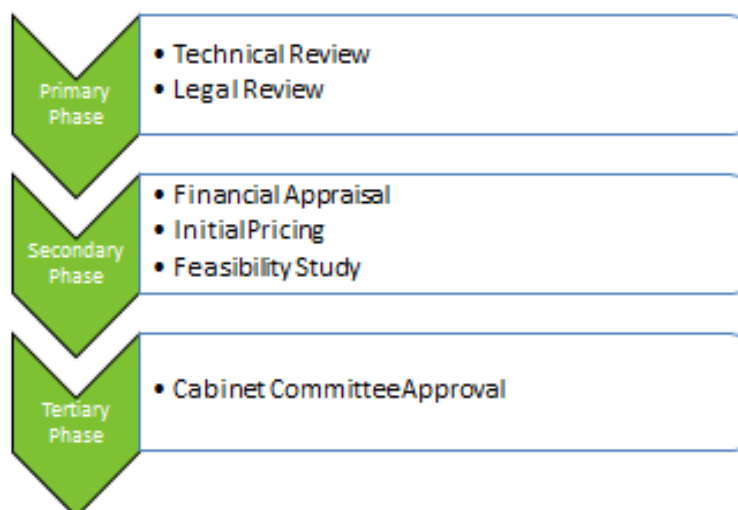 Primary
Phase
• Technical Review
• Legal Review
Secondary
Phase
• Financial Appraisal
• Initial Pricing
• Feasibility Study
Tertiary
Phase
• Cabinet Committee Approval